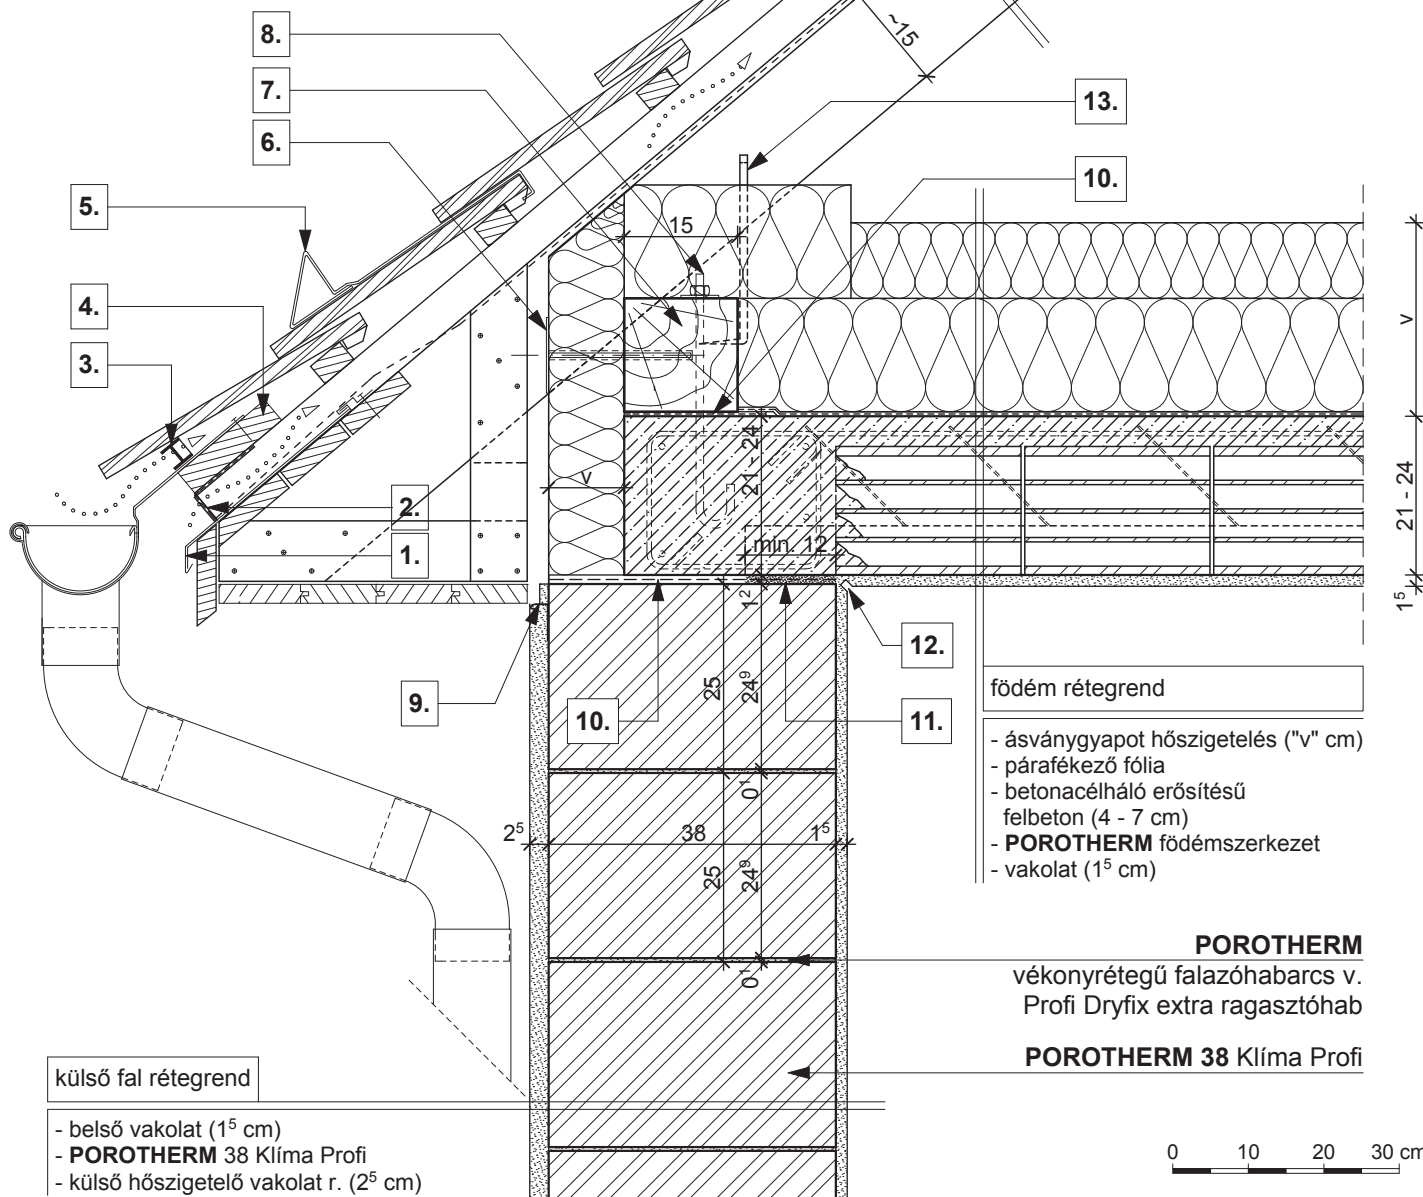 8.
7.
6.
5.
4.
3.
2.
1.
~15
13.
10.
15
v
v
21 - 24
21 - 24
min. 12
1⁵
1²
12.
9.
10.
11.
25
24⁹
0¹
2⁵
38
1⁵
25
24⁹
0¹
födém rétegrend
- ásványgyapot hőszigetelés ("v" cm)
- párafékező fólia
- betonacélháló erősítésű
felbeton (4 - 7 cm)
- POROTHERM födémszerkezet
- vakolat (1⁵ cm)
POROTHERM
vékonyrétegű falazóhabarcs v.
Profi Dryfix extra ragasztóhab
POROTHERM 38 Klíma Profi
külső fal rétegrend
- belső vakolat (1⁵ cm)
- POROTHERM 38 Klíma Profi
- külső hőszigetelő vakolat r. (2⁵ cm)
0 10 20 30 cm